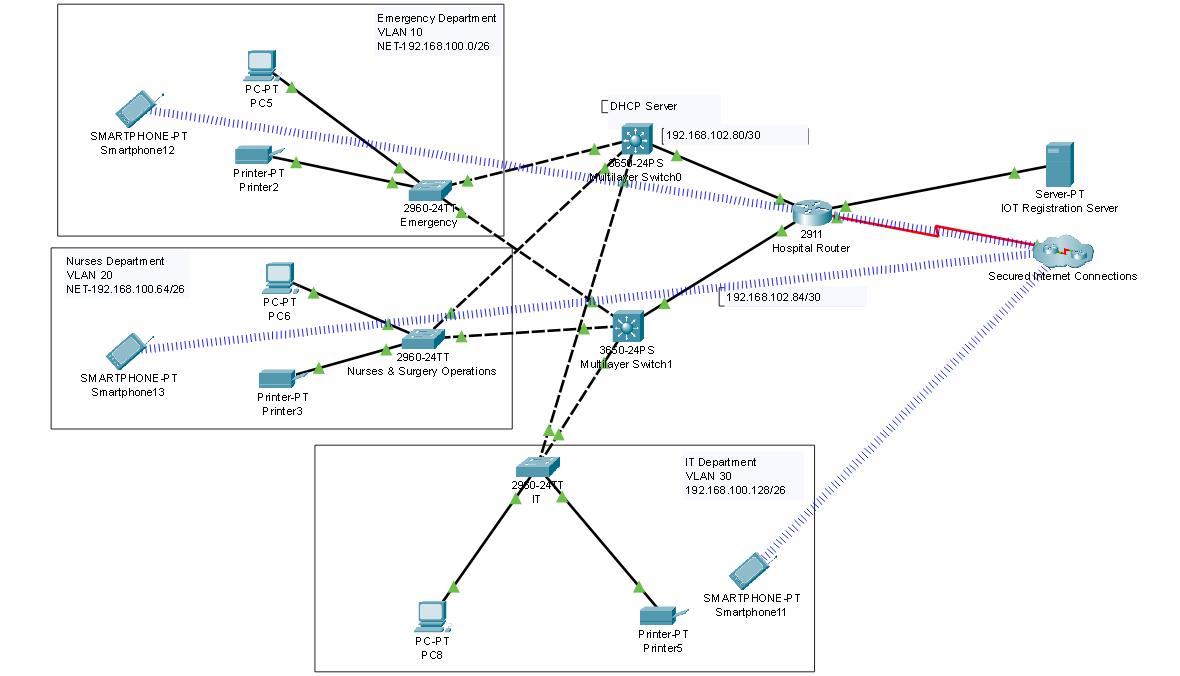 Emergency Department
VLAN 10
NET-192.168.100.0/26
PC-PT
PC5
SMARTPHONE-PT
Smartphone12
Printer-PT
Printer2
2960-24TT
Emergency
DHCP Server
192.168.102.80/30
3650-24PS
Multilayer Switch0
Server-PT
IOT Registration Server
2911
Hospital Router
Secured Internet Connections
Nurses Department
VLAN 20
NET-192.168.100.64/26
PC-PT
PC6
SMARTPHONE-PT
Smartphone13
Printer-PT
Printer3
2960-24TT
Nurses & Surgery Operations
192.168.102.84/30
3650-24PS
Multilayer Switch1
IT Department
VLAN 30
192.168.100.128/26
2960-24TT
IT
SMARTPHONE-PT
Smartphone11
PC-PT
PC8
Printer-PT
Printer5